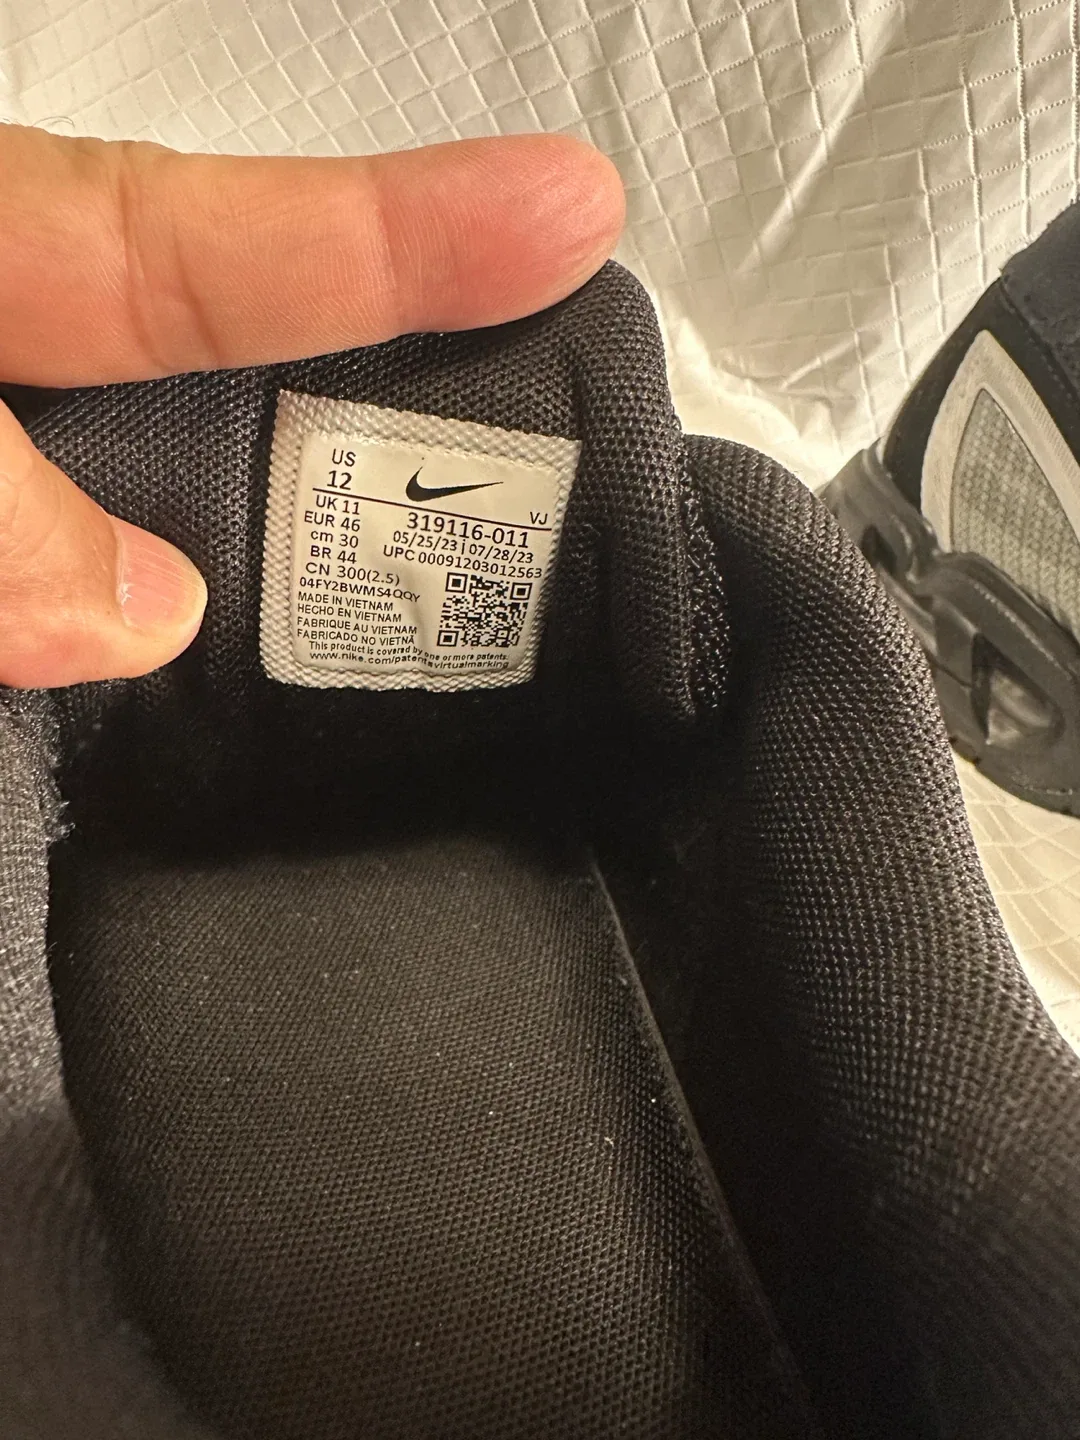 US
12
UK 11
EUR 46
cm 30
BR 44
CN 300(2.5)
VJ
319116-011
05/25/23 | 07/28/23
UPC 00091203012563
04FY2BWMS4QQY
MADE IN VIETNAM
HECHO EN VIETNAM
FABRIQUE AU VIETNAM
FABRICADO NO VIETNÃ
This product is covered by one or more patents.
www.nike.com/patentsvirtualmarking